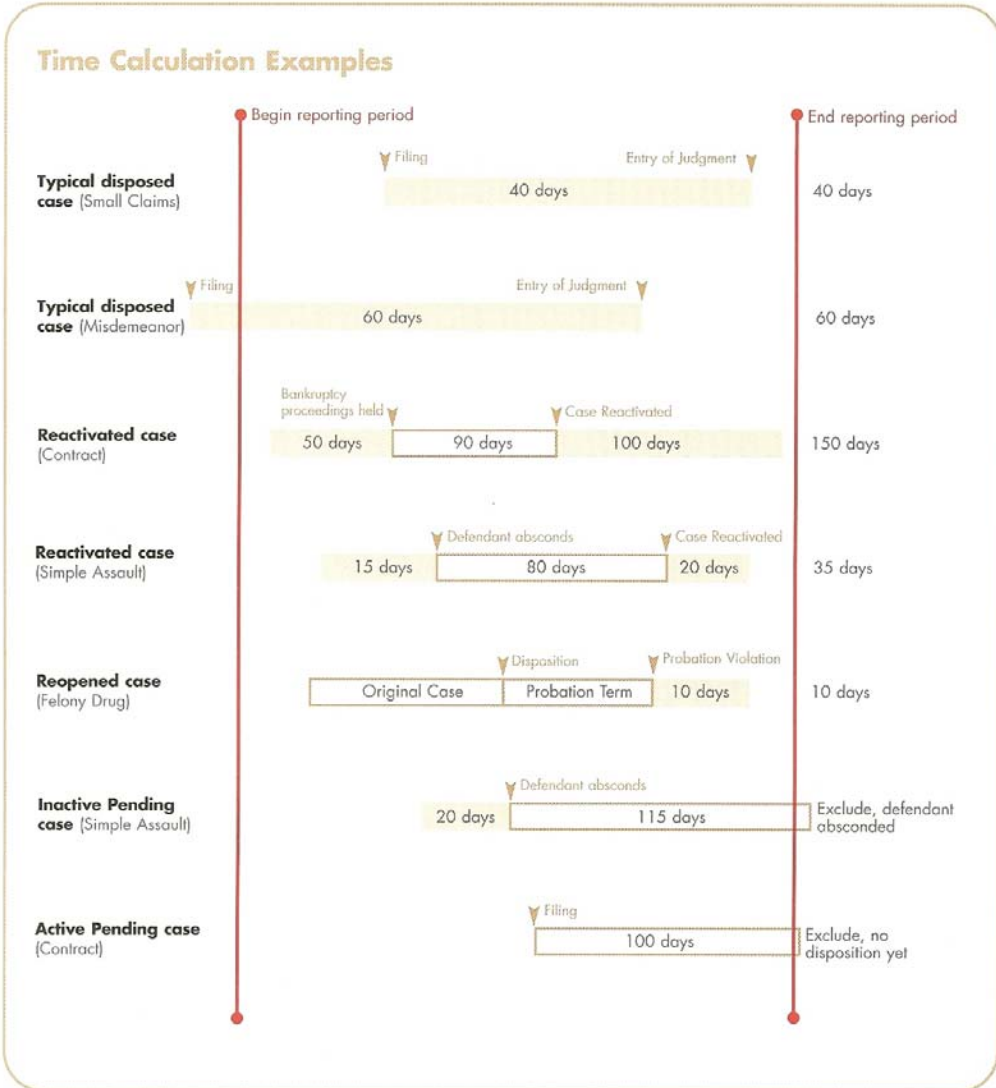 Time Calculation Examples
Begin reporting period
End reporting period
Typical disposed
case (Small Claims)
Filing
Entry of Judgment
40 days
40 days
Typical disposed
case (Misdemeanor)
Filing
Entry of Judgment
60 days
60 days
Reactivated case
(Contract)
Bankruptcy
proceedings held
Case Reactivated
50 days
90 days
100 days
150 days
Reactivated case
(Simple Assault)
Defendant absconds
Case Reactivated
15 days
80 days
20 days
35 days
Reopened case
(Felony Drug)
Disposition
Probation Violation
Original Case
Probation Term
10 days
10 days
Inactive Pending
case (Simple Assault)
Defendant absconds
20 days
115 days
Exclude, defendant
absconded
Active Pending case
(Contract)
Filing
100 days
Exclude, no
disposition yet